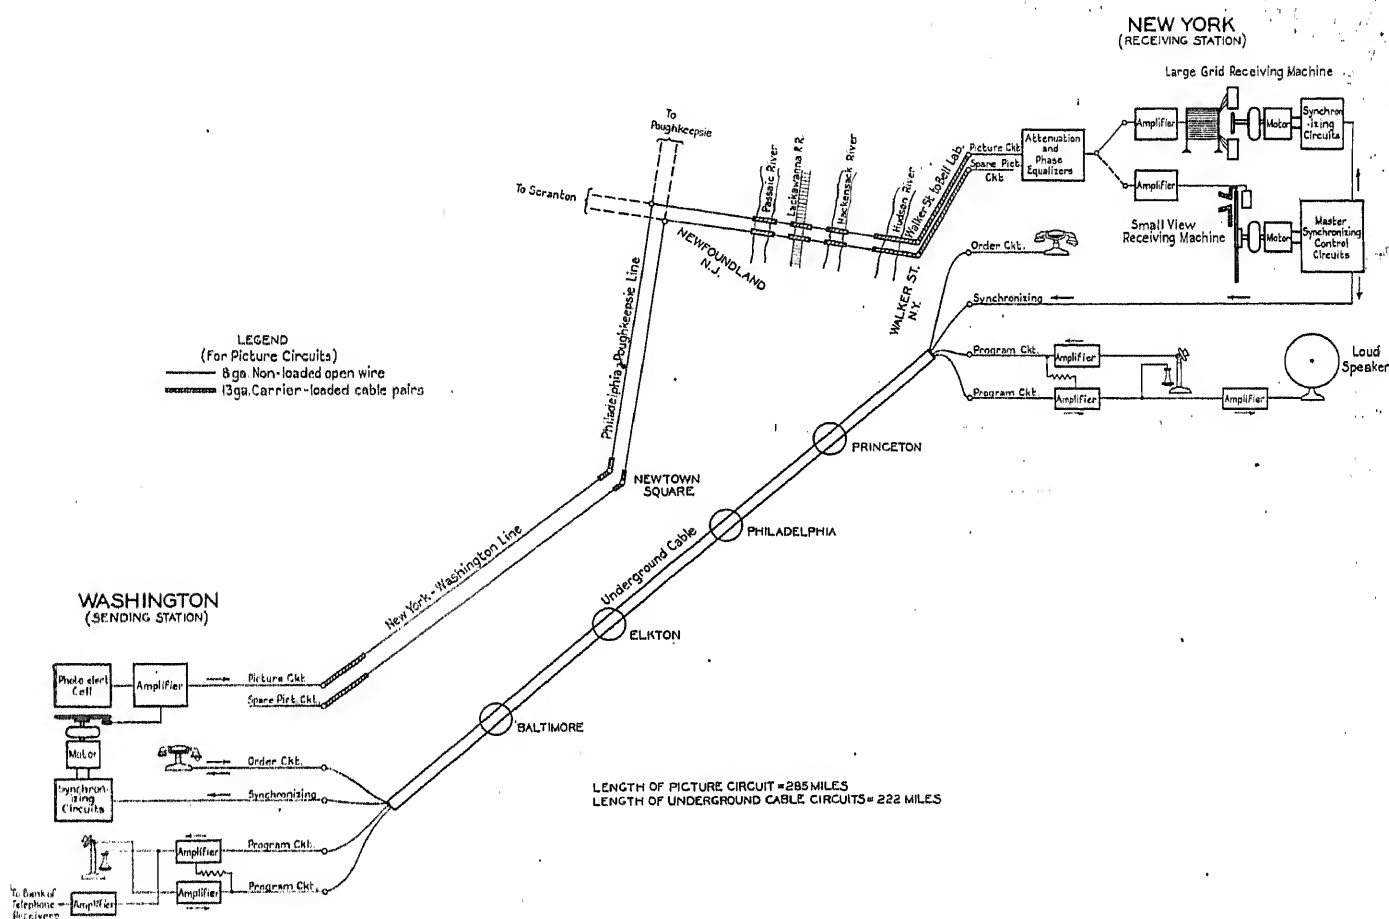 NEW YORK
(RECEIVING STATION)
Large Grid Receiving Machine
Amplifier
Motor
Synchron
-izing
Circuits
Attenuation
and
Phase
Equalizers
Picture Ckt
Spare Pict.
Ckt
Amplifier
Small View
Receiving Machine
Motor
Master
Synchronizing
Control
Circuits
Order Ckt.
Synchronizing
Program Ckt.
Amplifier
Program Ckt.
Amplifier
Amplifier
Loud
Speaker
To
Poughkeepsie
To Scranton
Passaic River
Lackawanna R.R.
Hackensack River
Hudson River
Walker St. to Bell Lab.
NEWFOUNDLAND
N.J.
WALKER ST.
N.Y.
Philadelphia-Poughkeepsie Line
LEGEND
(For Picture Circuits)
8 ga. Non-loaded open wire
13 ga. Carrier-loaded cable pairs
NEWTOWN
SQUARE
PRINCETON
PHILADELPHIA
Underground Cable
ELKTON
BALTIMORE
New York - Washington Line
WASHINGTON
(SENDING STATION)
Photo elect
Cell
Amplifier
Picture Ckt
Spare Pict. Ckt.
Motor
Order Ckt.
Synchron-
izing
Circuits
Synchronizing
Amplifier
Program Ckt.
Amplifier
Program Ckt.
To Bank of
Telephone
Receivers
Amplifier
LENGTH OF PICTURE CIRCUIT = 285 MILES
LENGTH OF UNDERGROUND CABLE CIRCUITS = 222 MILES